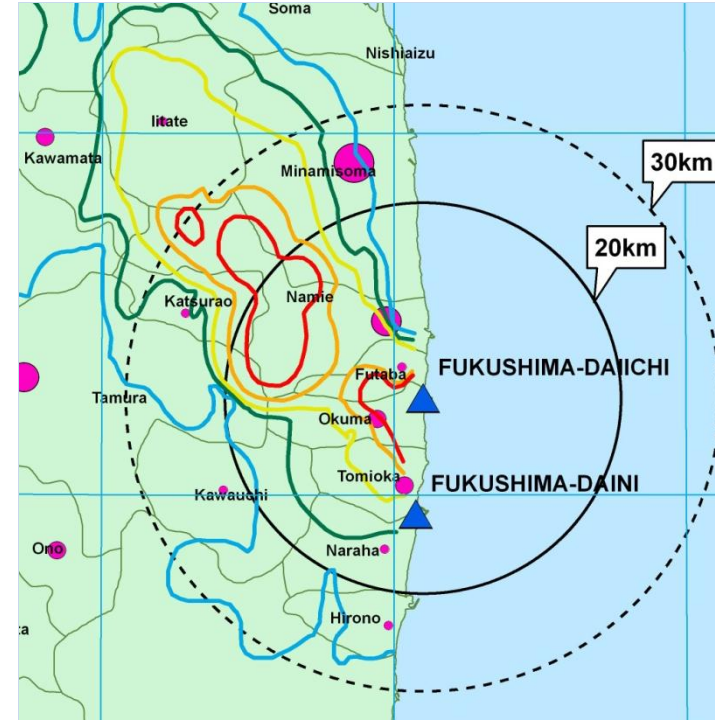 Soma
Nishiaizu
Iitate
Kawamata
Minamisoma
30km
20km
Katsurao
Namie
Futaba
FUKUSHIMA-DAIICHI
Tamura
Okuma
Tomioka
FUKUSHIMA-DAINI
Kawauchi
Ono
Naraha
Hirono
ta